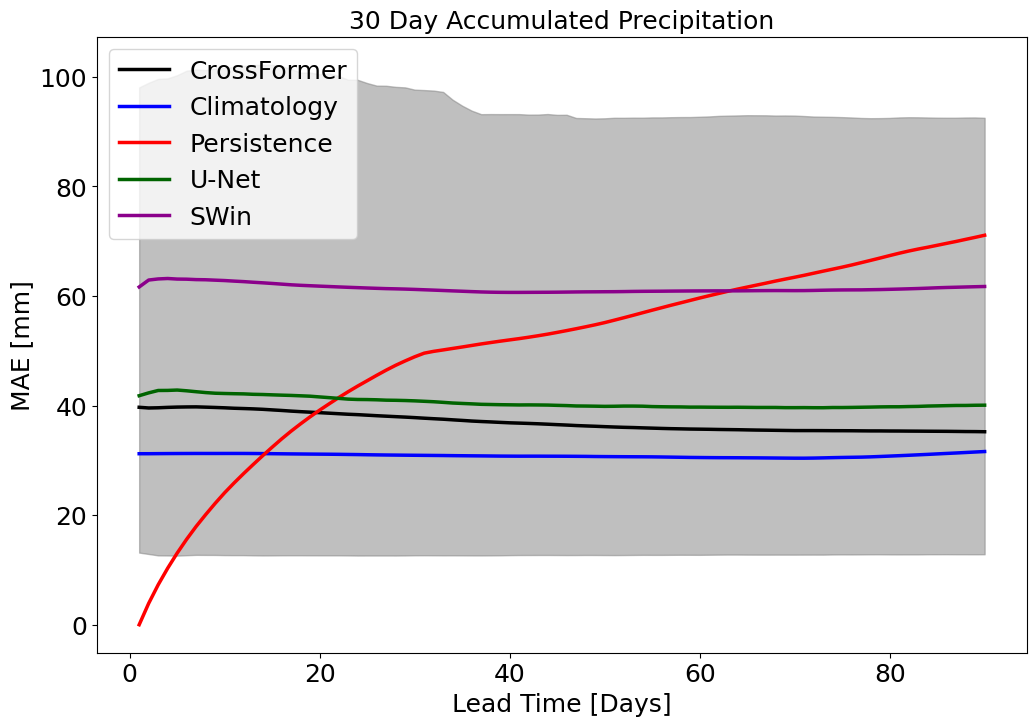 30 Day Accumulated Precipitation
CrossFormer
Climatology
Persistence
U-Net
SWin
MAE [mm]
100
80
60
40
20
0
0 20 40 60 80
Lead Time [Days]